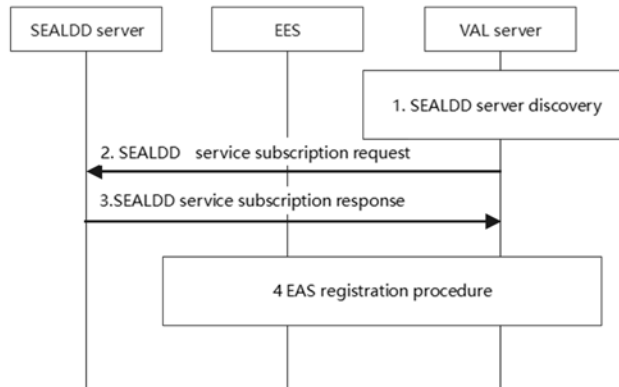 SEALDD server
EES
VAL server
1. SEALDD server discovery
2. SEALDD service subscription request
3.SEALDD service subscription response
4 EAS registration procedure